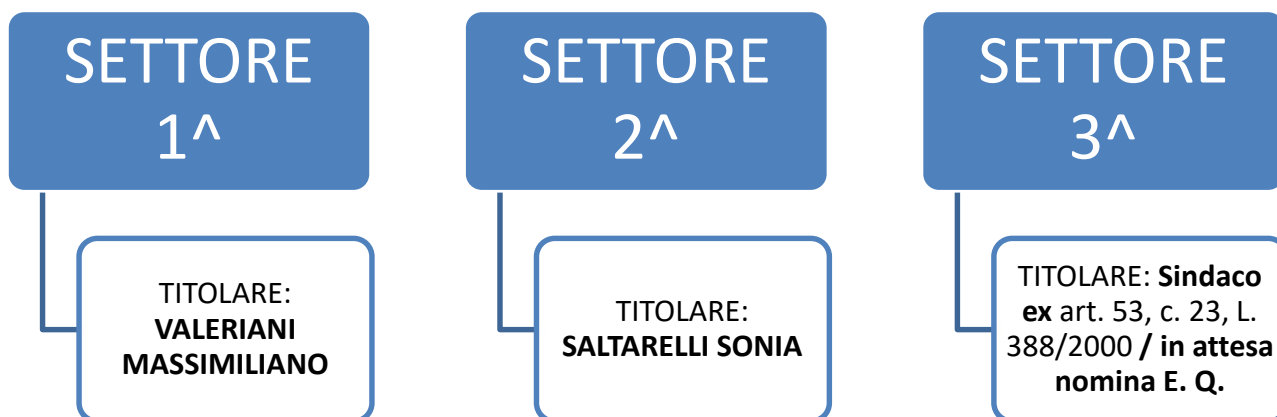 SETTORE
1^
TITOLARE:
VALERIANI
MASSIMILIANO
SETTORE
2^
TITOLARE:
SALTARELLI SONIA
SETTORE
3^
TITOLARE: Sindaco
ex art. 53, c. 23, L.
388/2000 / in attesa
nomina E. Q.